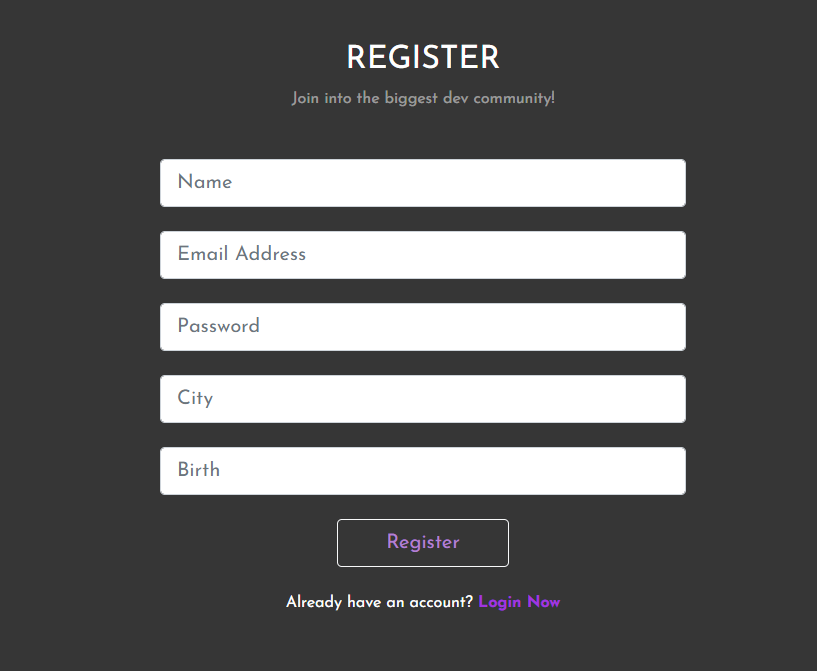 REGISTER
Join into the biggest dev community!
Name
Email Address
Password
City
Birth
Register
Already have an account? Login Now